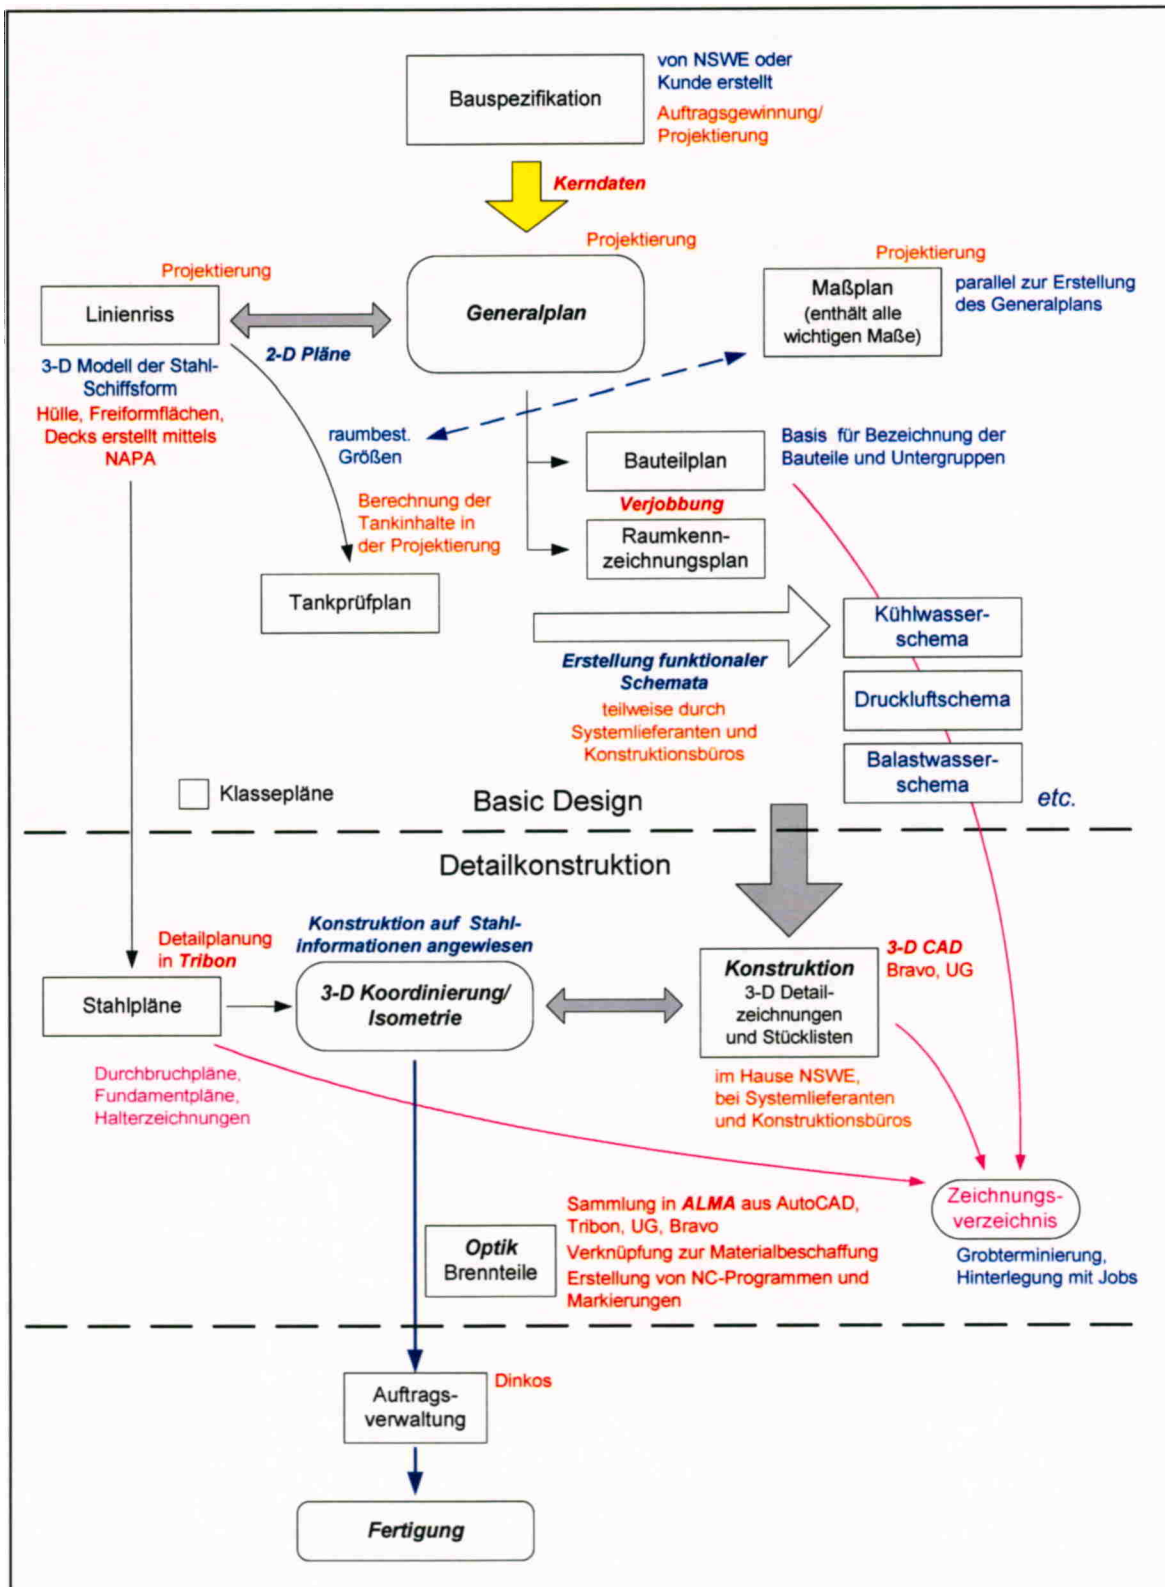 von NSWE oder
Kunde erstellt
Bauspezifikation
Auftragsgewinnung/
Projektierung
Kerndaten
Projektierung
Projektierung
Projektierung
Linienriss
Generalplan
Maßplan
(enthält alle
wichtigen Maße)
parallel zur Erstellung
des Generalplans
2-D Pläne
3-D Modell der Stahl-
Schiffsform
Hülle, Freiformflächen,
Decks erstellt mittels
NAPA
raumbest.
Größen
Bauteilplan
Basis für Bezeichnung der
Bauteile und Untergruppen
Verjobbung
Berechnung der
Tankinhalte in
der Projektierung
Raumkenn-
zeichnungsplan
Tankprüfplan
Erstellung funktionaler
Schemata
teilweise durch
Systemlieferanten und
Konstruktionsbüros
Kühlwasser-
schema
Druckluftschema
Balastwasser-
schema
etc.
Klassepläne
Basic Design
Detailkonstruktion
Detailplanung
in Tribon
Konstruktion auf Stahl-
informationen angewiesen
Stahlpläne
3-D Koordinierung/
Isometrie
Konstruktion
3-D Detail-
zeichnungen
und Stücklisten
3-D CAD
Bravo, UG
Durchbruchpläne,
Fundamentpläne,
Halterzeichnungen
im Hause NSWE,
bei Systemlieferanten
und Konstruktionsbüros
Optik
Brennteile
Sammlung in ALMA aus AutoCAD,
Tribon, UG, Bravo
Verknüpfung zur Materialbeschaffung
Erstellung von NC-Programmen und
Markierungen
Zeichnungs-
verzeichnis
Grobterminierung,
Hinterlegung mit Jobs
Auftrags-
verwaltung
Dinkos
Fertigung